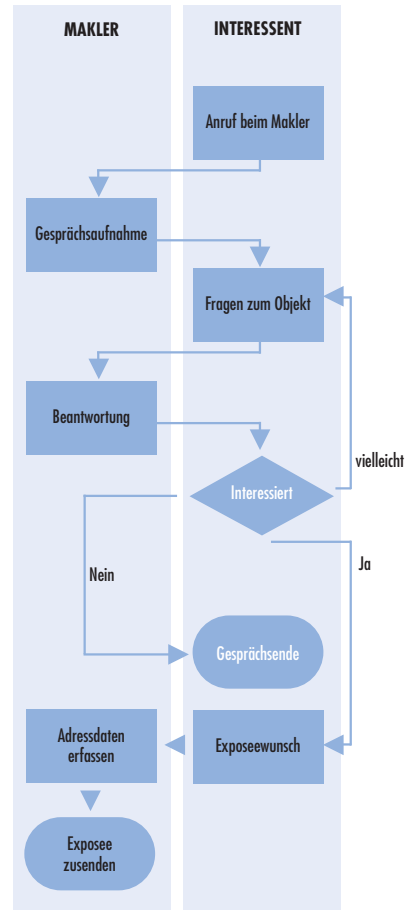 MAKLER
INTERESSENT
Anruf beim Makler
Gesprächsaufnahme
Fragen zum Objekt
Beantwortung
vielleicht
Interessiert
Ja
Nein
Gesprächsende
Adressdaten
erfassen
Exposeewunsch
Exposee
zusenden